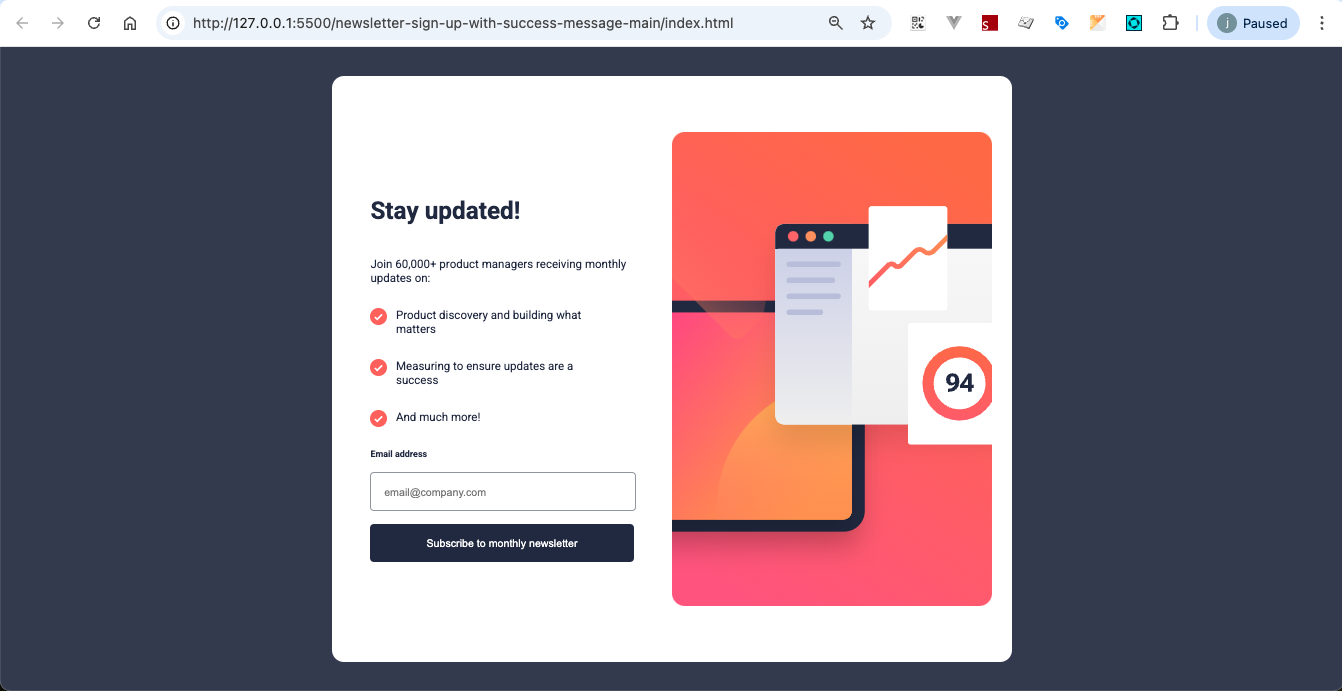 http://127.0.0.1:5500/newsletter-sign-up-with-success-message-main/index.html
S
j
Paused
Stay updated!
Join 60,000+ product managers receiving monthly
updates on:
Product discovery and building what
matters
Measuring to ensure updates are a
success
And much more!
Email address
email@company.com
Subscribe to monthly newsletter
94